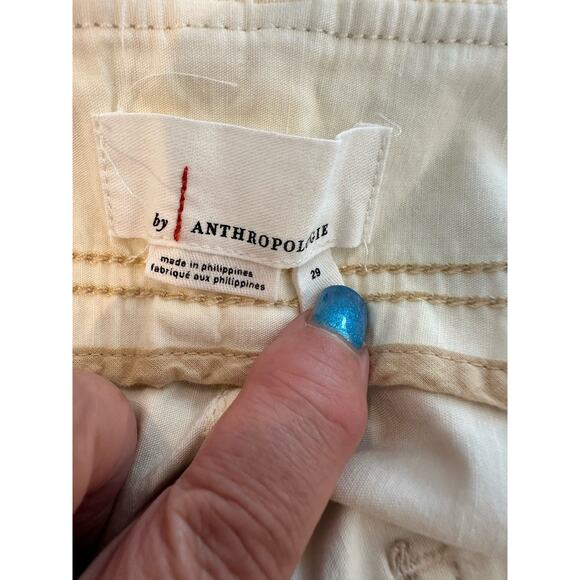 by ANTHROPOLOGIE
made in philippines
fabriqué aux philippines
29